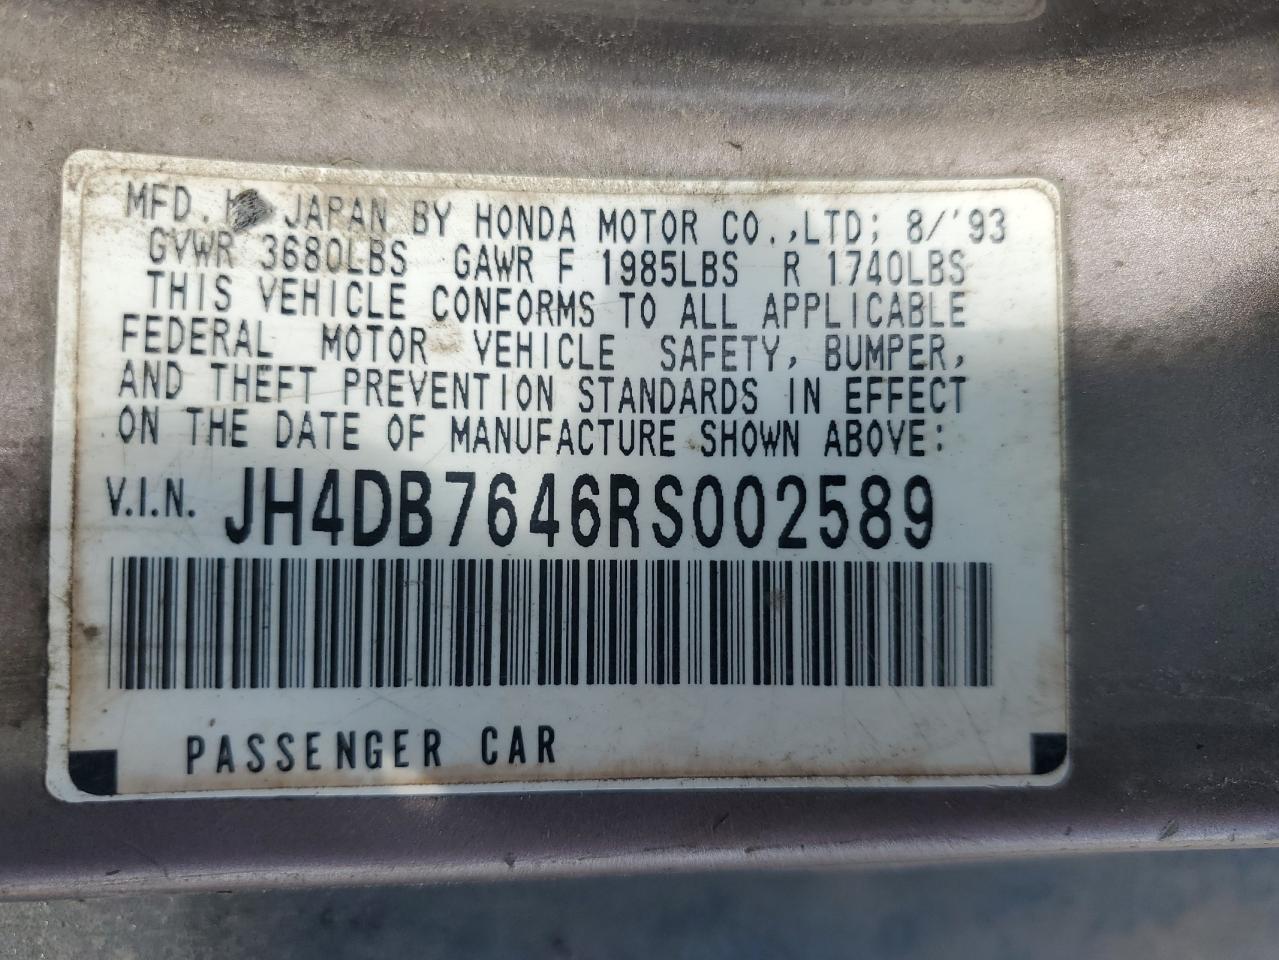 MFD. JAPAN BY HONDA MOTOR CO.,LTD; 8/'93
GVWR 3680LBS GAWR F 1985LBS R 1740LBS
THIS VEHICLE CONFORMS TO ALL APPLICABLE
FEDERAL MOTOR VEHICLE SAFETY, BUMPER,
AND THEFT PREVENTION STANDARDS IN EFFECT
ON THE DATE OF MANUFACTURE SHOWN ABOVE:
V.I.N. JH4DB7646RS002589
PASSENGER CAR